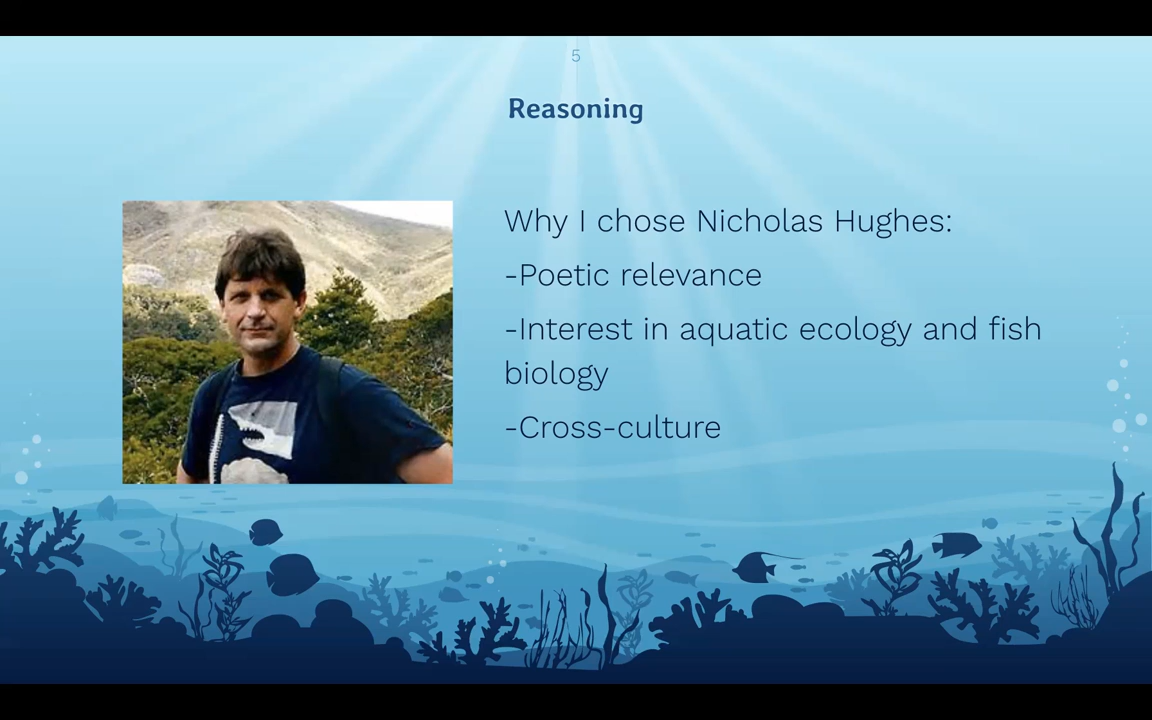 5
Reasoning
Why I chose Nicholas Hughes:
-Poetic relevance
-Interest in aquatic ecology and fish
biology
-Cross-culture